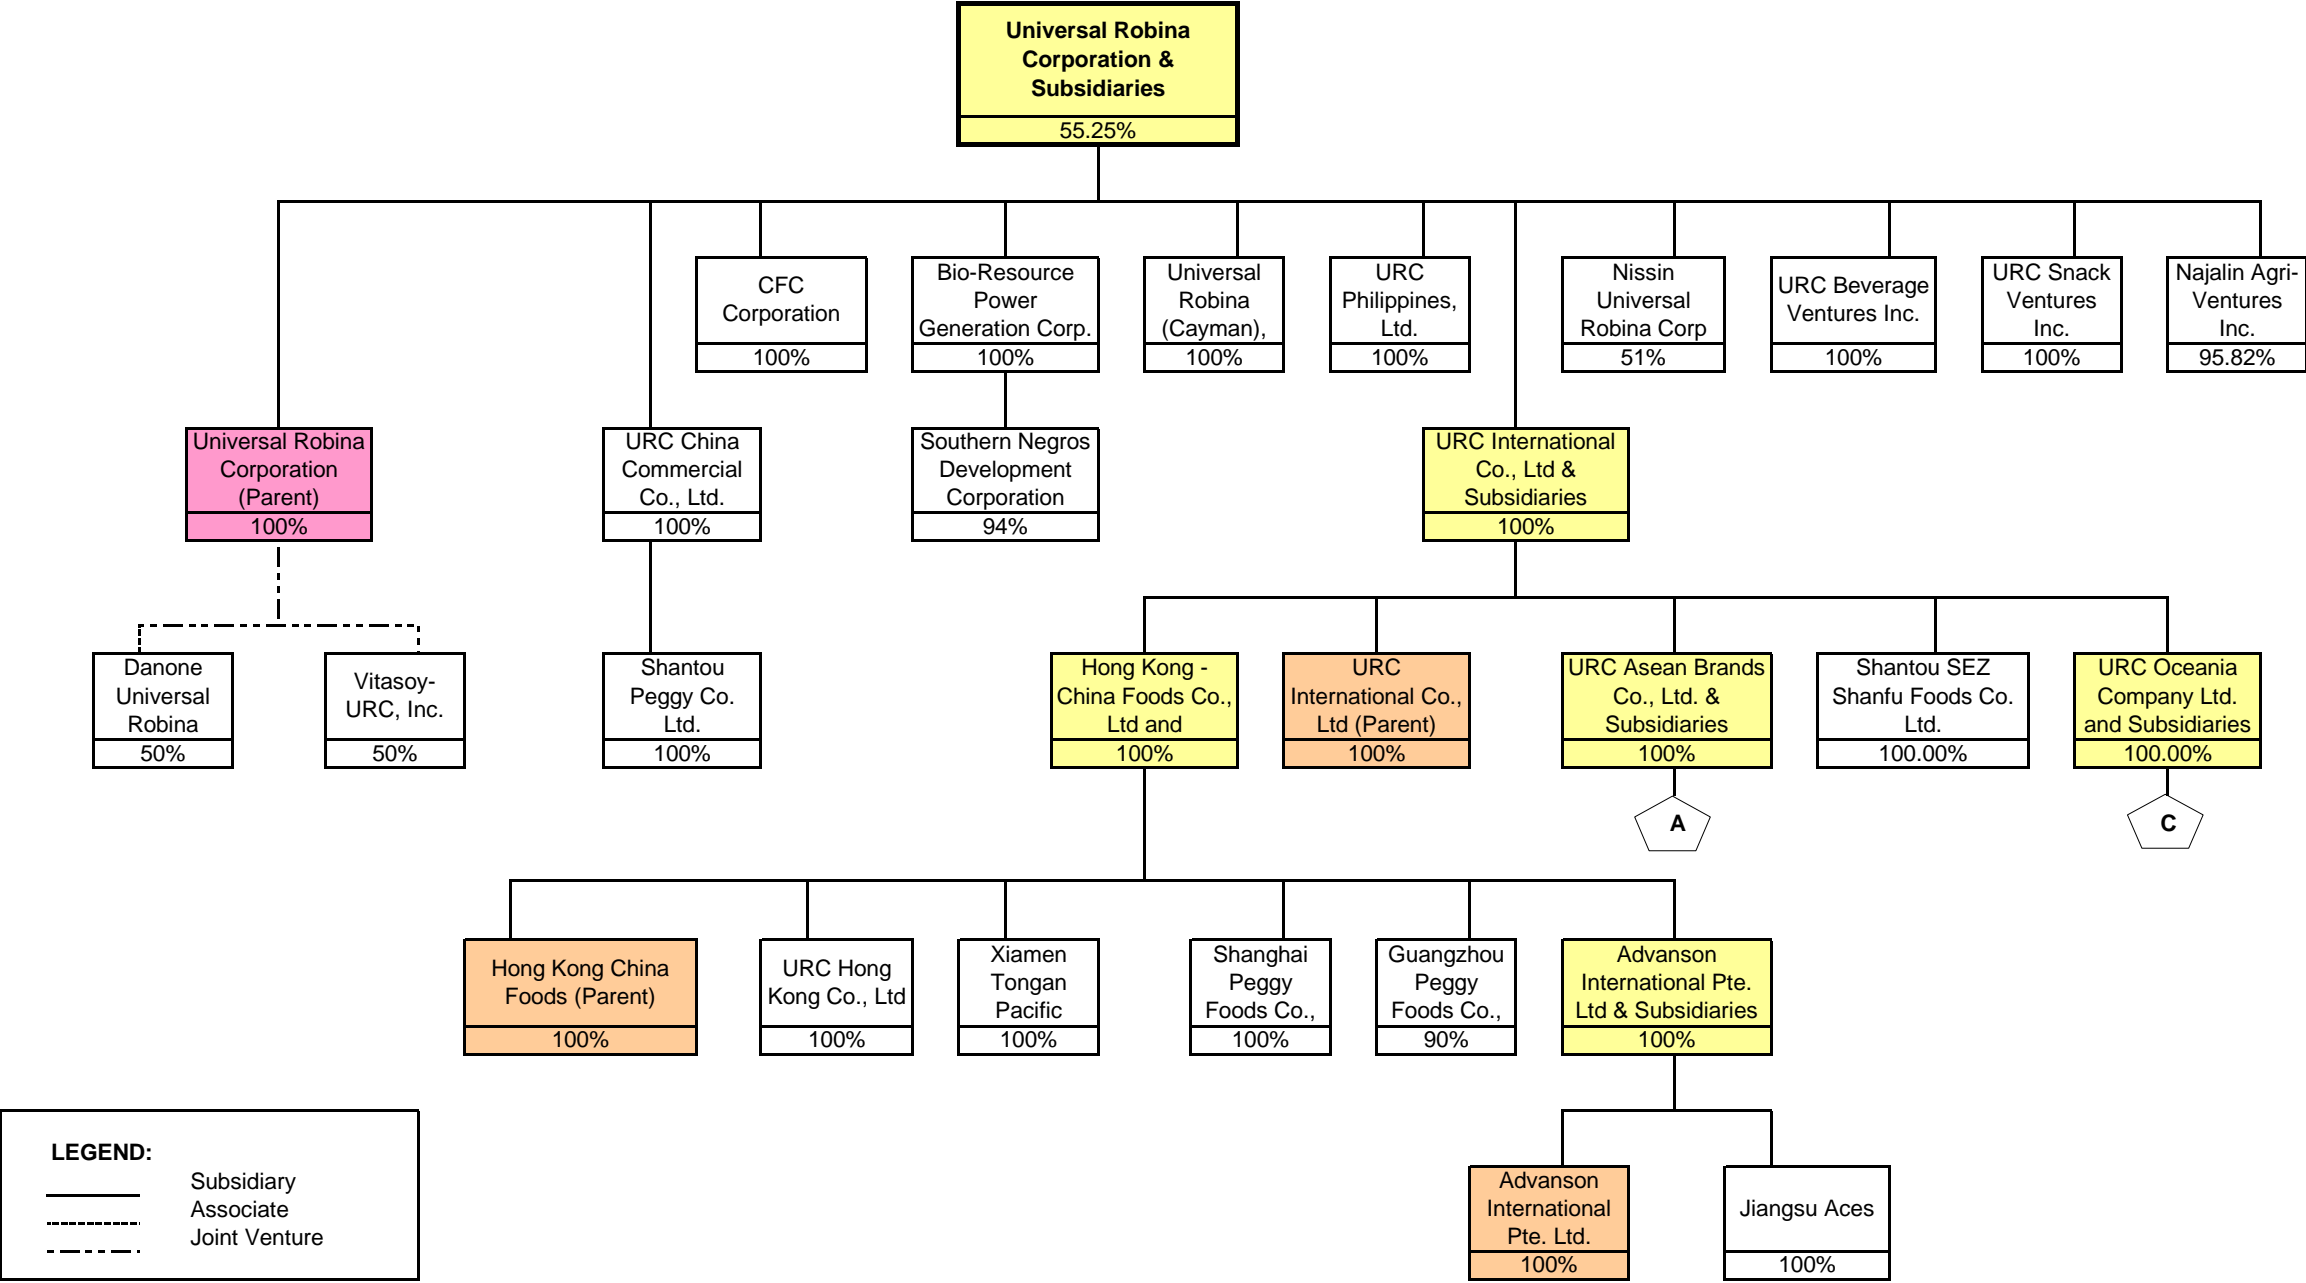 Universal Robina
Corporation &
Subsidiaries
55.25%
CFC
Corporation
100%
Bio-Resource
Power
Generation Corp.
100%
Universal
Robina
(Cayman),
100%
URC
Philippines,
Ltd.
100%
Nissin
Universal
Robina Corp
51%
URC Beverage
Ventures Inc.
100%
URC Snack
Ventures
Inc.
100%
Najalin Agri-
Ventures
Inc.
95.82%
Universal Robina
Corporation
(Parent)
100%
URC China
Commercial
Co., Ltd.
100%
Southern Negros
Development
Corporation
94%
URC International
Co., Ltd &
Subsidiaries
100%
Danone
Universal
Robina
50%
Vitasoy-
URC, Inc.
50%
Shantou
Peggy Co.
Ltd.
100%
Hong Kong -
China Foods Co.,
Ltd and
100%
URC
International Co.,
Ltd (Parent)
100%
URC Asean Brands
Co., Ltd. &
Subsidiaries
100%
Shantou SEZ
Shanfu Foods Co.
Ltd.
100.00%
URC Oceania
Company Ltd.
and Subsidiaries
100.00%
A
C
Hong Kong China
Foods (Parent)
100%
URC Hong
Kong Co., Ltd
100%
Xiamen
Tongan
Pacific
100%
Shanghai
Peggy
Foods Co.,
100%
Guangzhou
Peggy
Foods Co.,
90%
Advanson
International Pte.
Ltd & Subsidiaries
100%
Advanson
International
Pte. Ltd.
100%
Jiangsu Aces
100%
LEGEND:
Subsidiary
Associate
Joint Venture